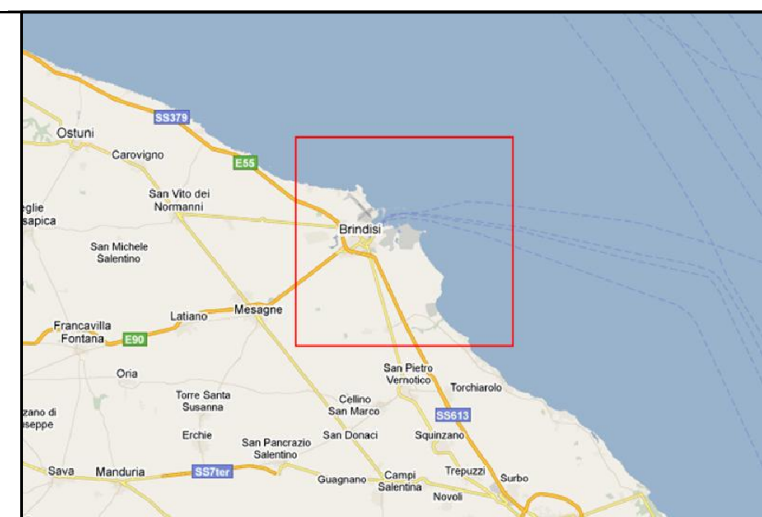 SS379
Ostuni
Carovigno
E55
San Vito dei
Normanni
eglie
sapica
Brindisi
San Michele
Salentino
Mesagne
Latiano
Francavilla
Fontana
E90
Oria
San Pietro
Vernotico
Torchiarolo
Torre Santa
Susanna
Cellino
San Marco
zano di
seppe
SS613
Erchie
San Pancrazio
Salentino
San Donaci
Squinzano
Sava
Manduria
SS7ter
Guagnano
Campi
Salentina
Trepuzzi
Surbo
Novoli